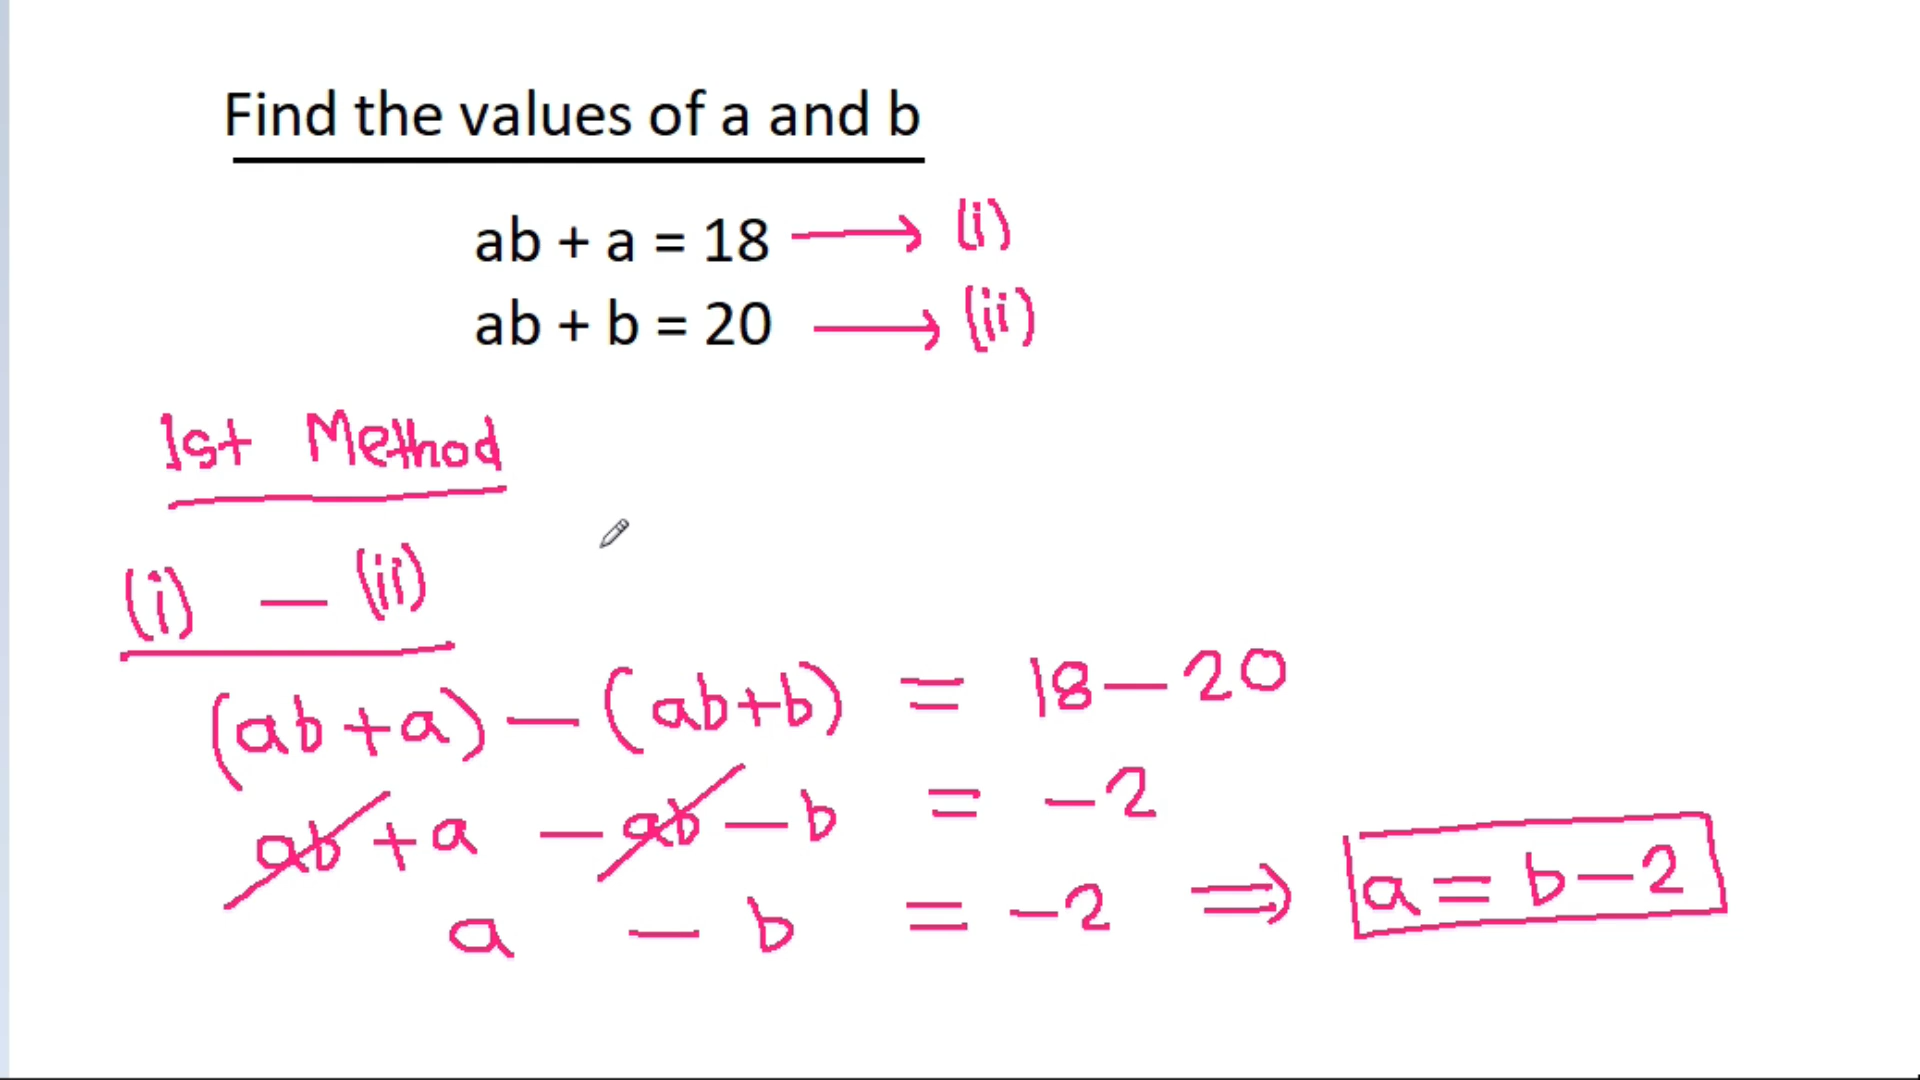 Find the values of a and b
ab + a = 18 ⟶ (i)
ab + b = 20 ⟶ (ii)
1st Method
(i) − (ii)
(ab+a) − (ab+b) = 18−20
ab + a − ab − b = −2
a − b = −2 ⇒ a = b−2